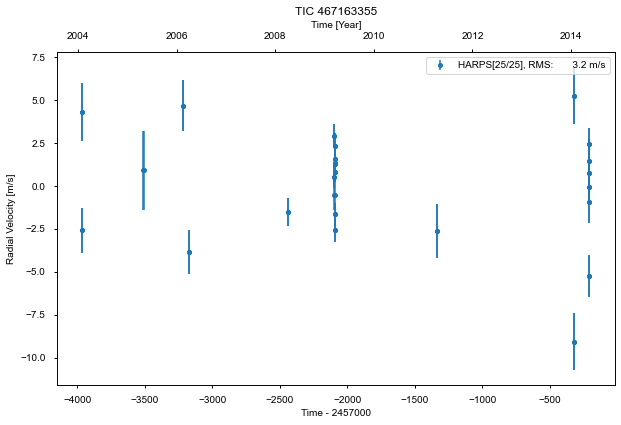 TIC 467163355
Time [Year]
2004 2006 2008 2010 2012 2014
HARPS[25/25], RMS: 3.2 m/s
Radial Velocity [m/s]
7.5
5.0
2.5
0.0
−2.5
−5.0
−7.5
−10.0
−4000 −3500 −3000 −2500 −2000 −1500 −1000 −500
Time - 2457000